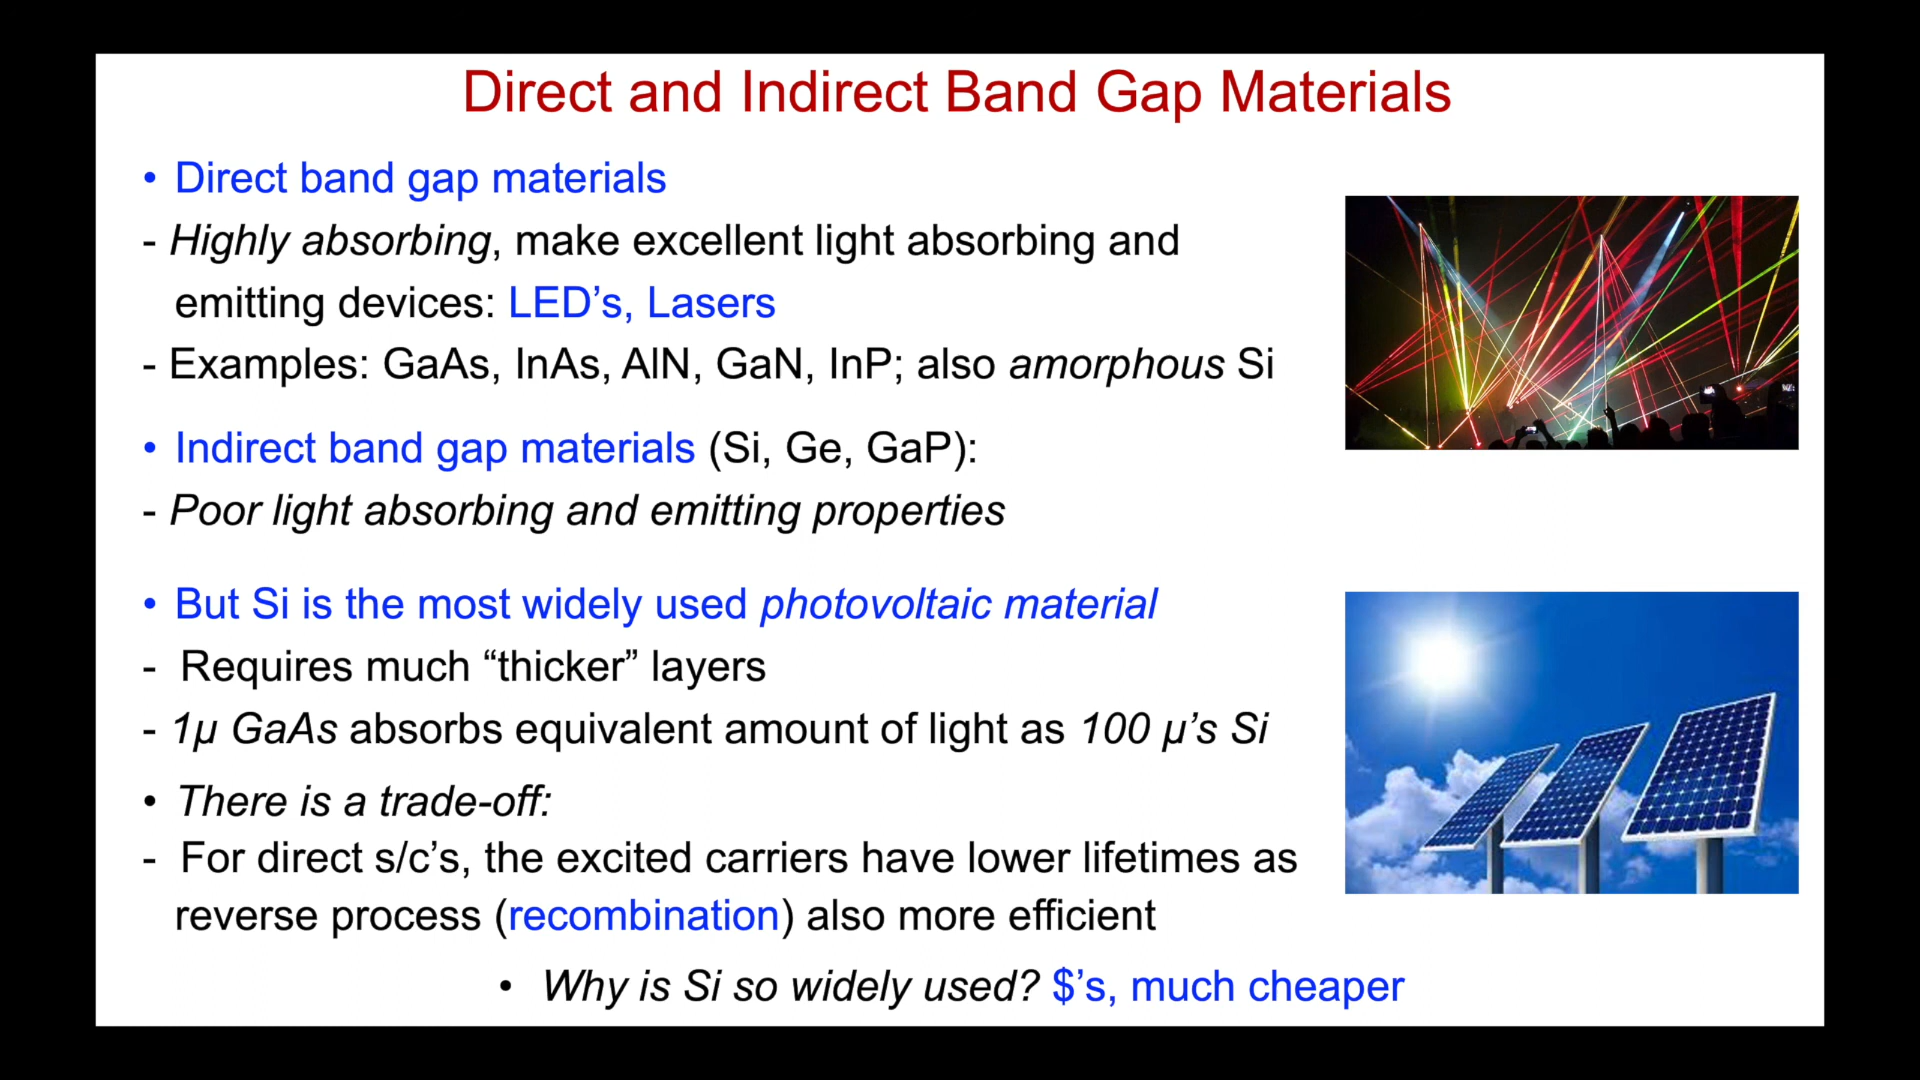 Direct and Indirect Band Gap Materials
• Direct band gap materials
- Highly absorbing, make excellent light absorbing and
emitting devices: LED’s, Lasers
- Examples: GaAs, InAs, AlN, GaN, InP; also amorphous Si
• Indirect band gap materials (Si, Ge, GaP):
- Poor light absorbing and emitting properties
• But Si is the most widely used photovoltaic material
- Requires much “thicker” layers
- 1μ GaAs absorbs equivalent amount of light as 100 μ’s Si
• There is a trade-off:
- For direct s/c’s, the excited carriers have lower lifetimes as
reverse process (recombination) also more efficient
• Why is Si so widely used? $’s, much cheaper